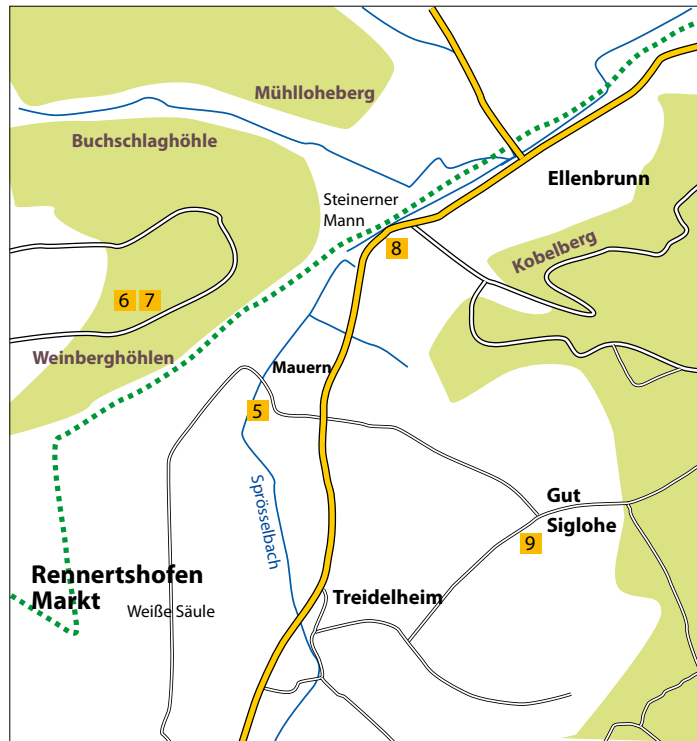 Mühlloheberg
Buchschlaghöhle
Ellenbrunn
Steinerner
Mann
8
Kobelberg
6 7
Weinberghöhlen
Mauern
5
Sprösselbach
Gut
Siglohe
9
Rennertshofen
Markt
Weiße Säule
Treidelheim